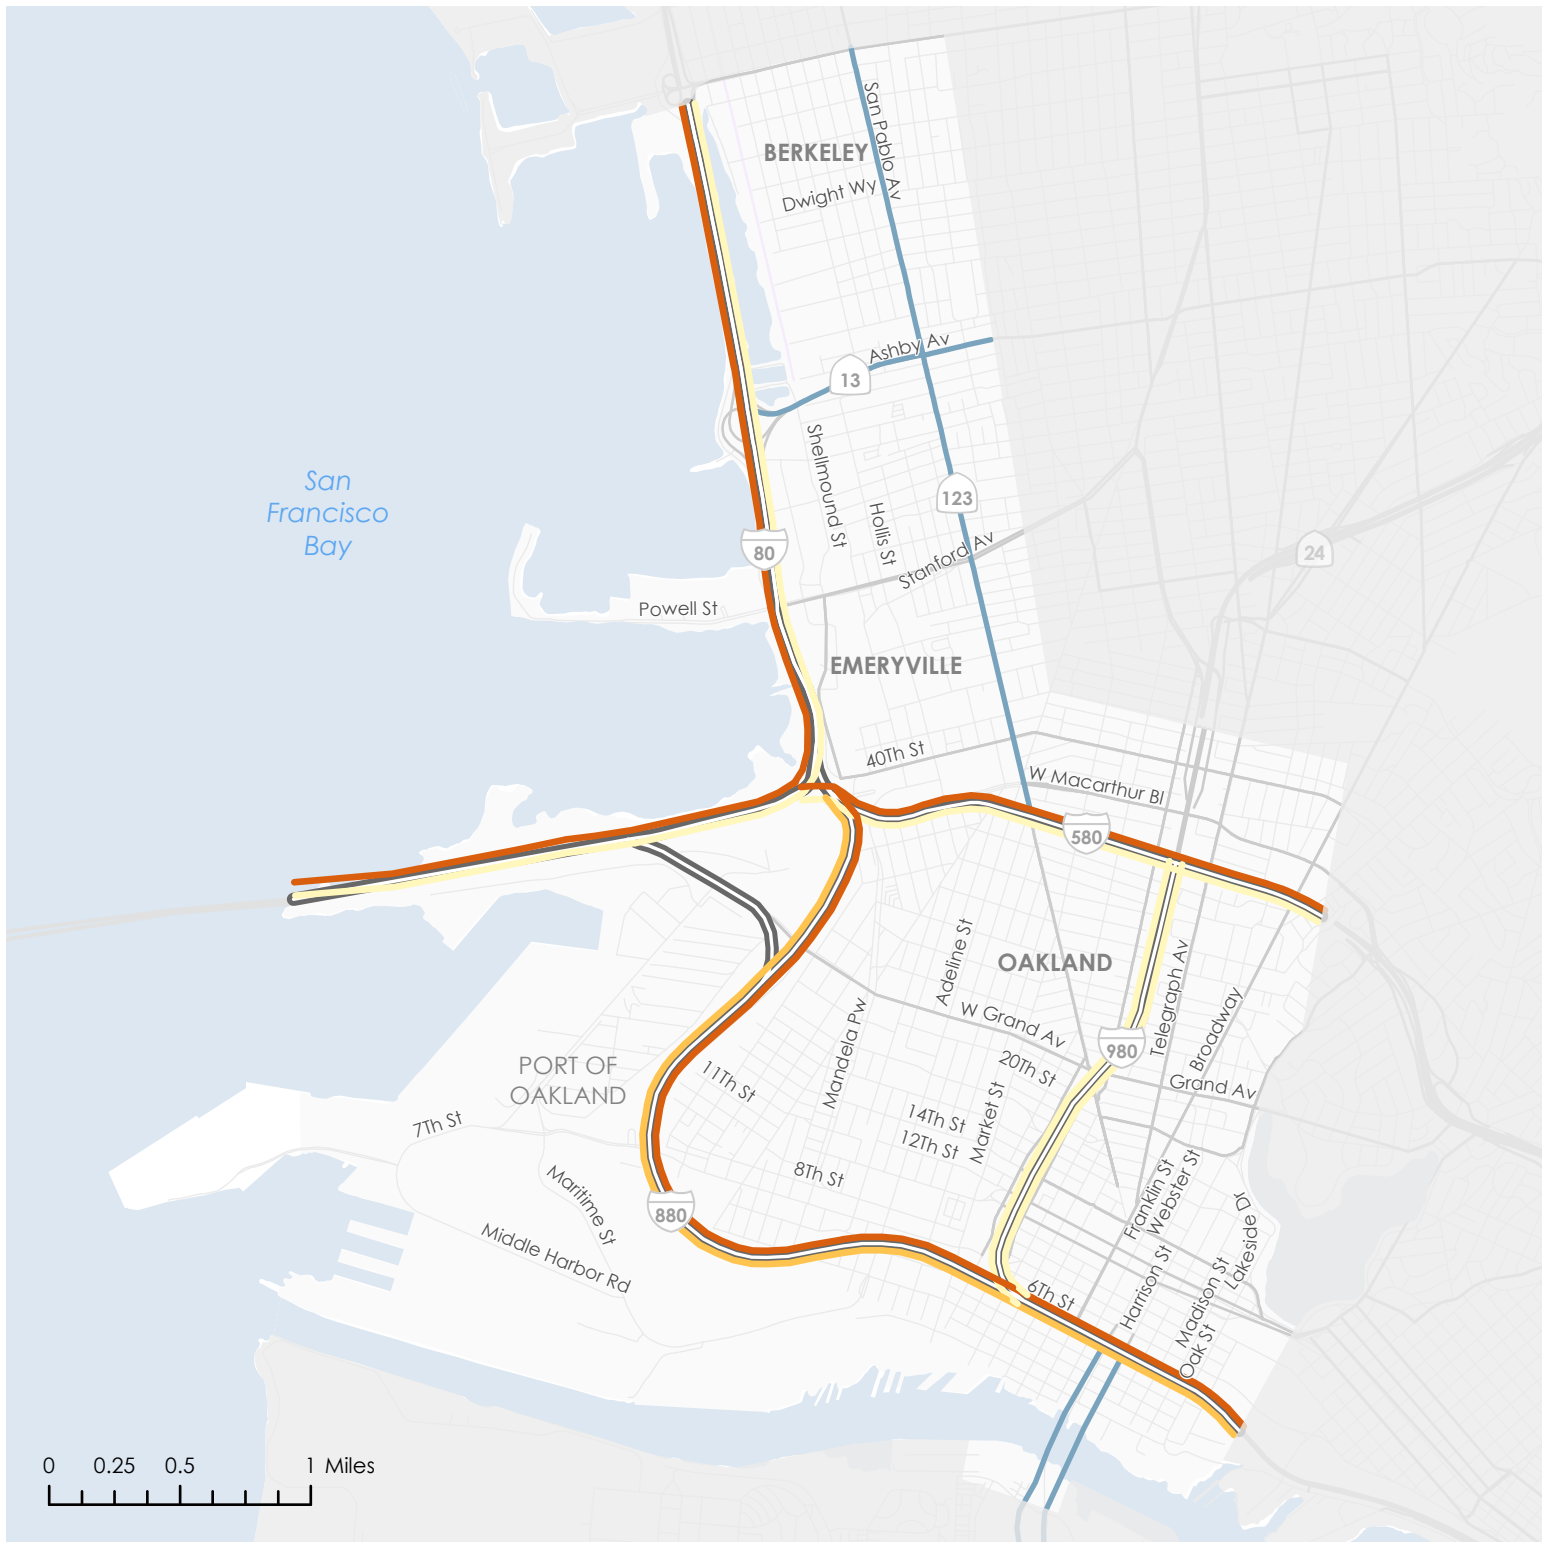 San Pablo Av
BERKELEY
Dwight Wy
Ashby Av
13
Shellmound St
Hollis St
123
San
Francisco
Bay
80
Stanford Av
24
Powell St
EMERYVILLE
40Th St
W Macarthur Bl
580
Adeline St
OAKLAND
Telegraph Av
Broadway
W Grand Av
980
20Th St
Grand Av
PORT OF
OAKLAND
11Th St
Mandela Pw
Market St
14Th St
12Th St
7Th St
8Th St
Maritime St
Franklin St
Webster St
Lakeside Dr
880
Middle Harbor Rd
6Th St
Harrison St
Madison St
Oak St
0 0.25 0.5 1 Miles